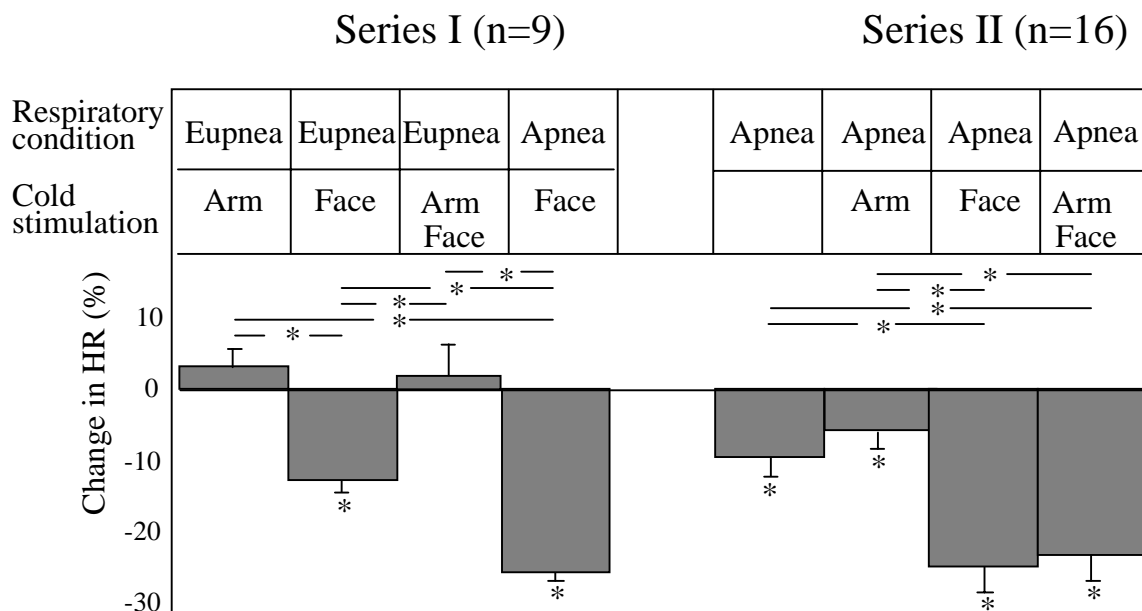 Series I (n=9) Series II (n=16)
Respiratory
condition
Eupnea Eupnea Eupnea Apnea Apnea Apnea Apnea Apnea
Cold
stimulation
Arm Face Arm Face Arm Face Arm
Face Face
* *
* * *
* *
* *
*
Change in HR (%)
10
0
-10
-20
-30
* * * * * *